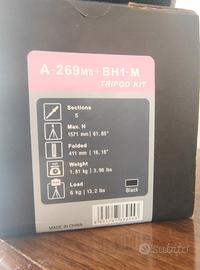 A-269M8+BH1-M
TRIPOD KIT
Sections
5
Max. H
1571 mm | 61.85"
Folded
411 mm | 16.18"
Weight
1.81 kg | 3.98 lbs
Load
6 kg | 13.2 lbs
Black
MADE IN CHINA
subito